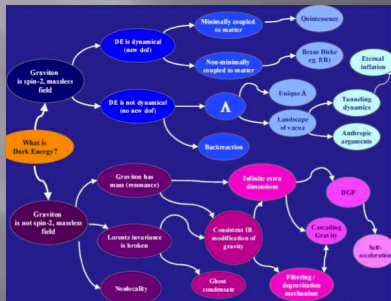 Minimally coupled
to matter
Quintessence
DE is dynamical
(new dof)
Eternal
inflation
Graviton
is spin-2, massless
field
Non-minimally
coupled to matter
Brans Dicke
eg. f(R)
Unique Λ
Tunneling
dynamics
DE is not dynamical
(no new dof)
Λ
Landscape
of vacua
Anthropic
arguments
Backreaction
What is
Dark Energy?
Graviton has
mass (resonance)
Infinite extra
dimension
DGP
Graviton
is not spin-2, massless
field
Lorentz invariance
is broken
Consistent IR
modification of
gravity
Cascading
Gravity
Self-
acceleration
Nonlocality
Ghost
condensate
Filtering /
degravitation
mechanism